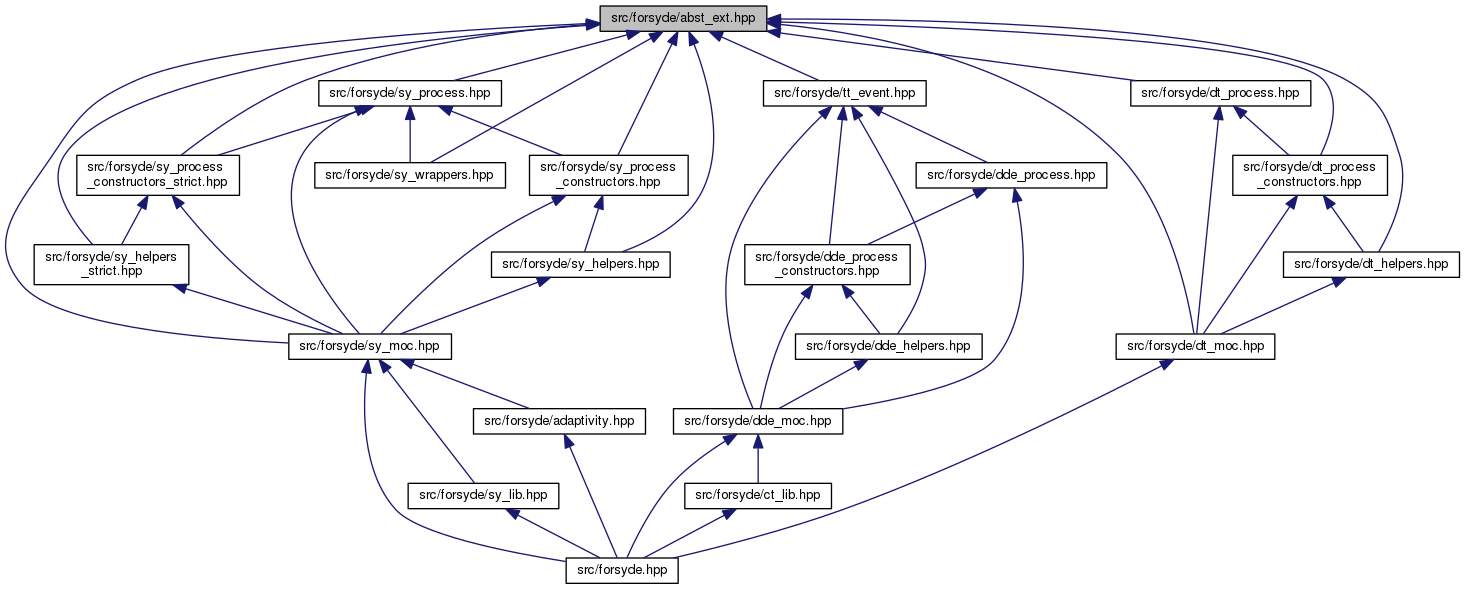 src/forsyde/abst_ext.hpp
src/forsyde/sy_process.hpp
src/forsyde/tt_event.hpp
src/forsyde/dt_process.hpp
src/forsyde/sy_process
_constructors_strict.hpp
src/forsyde/sy_wrappers.hpp
src/forsyde/sy_process
_constructors.hpp
src/forsyde/dde_process.hpp
src/forsyde/dt_process
_constructors.hpp
src/forsyde/sy_helpers
_strict.hpp
src/forsyde/sy_helpers.hpp
src/forsyde/dde_process
_constructors.hpp
src/forsyde/dt_helpers.hpp
src/forsyde/sy_moc.hpp
src/forsyde/dde_helpers.hpp
src/forsyde/dt_moc.hpp
src/forsyde/adaptivity.hpp
src/forsyde/dde_moc.hpp
src/forsyde/sy_lib.hpp
src/forsyde/ct_lib.hpp
src/forsyde.hpp